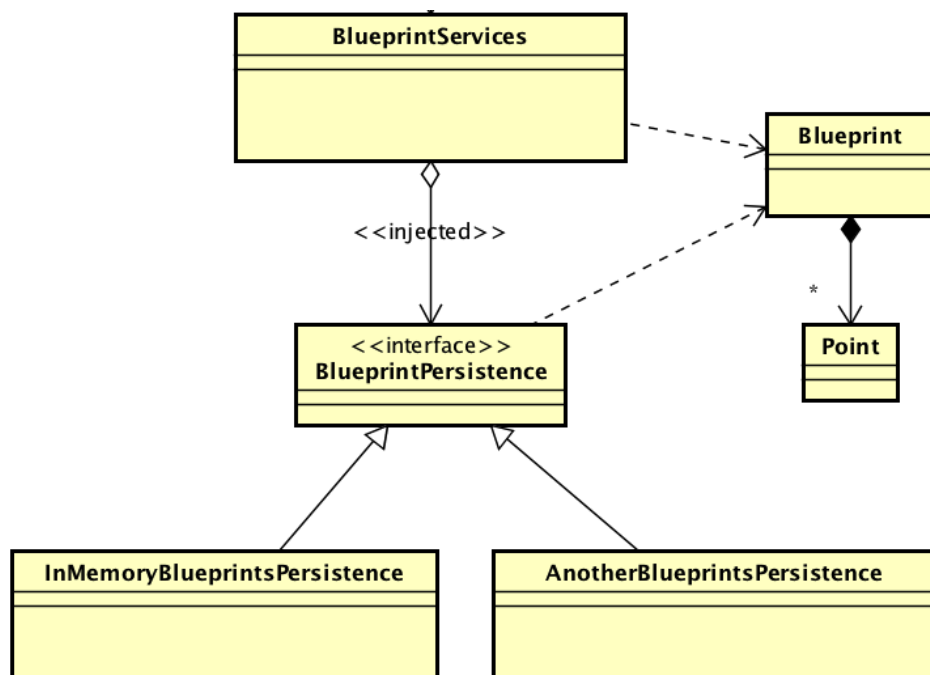 BlueprintServices
Blueprint
<<injected>>
*
<<interface>>
BlueprintPersistence
Point
InMemoryBlueprintsPersistence
AnotherBlueprintsPersistence